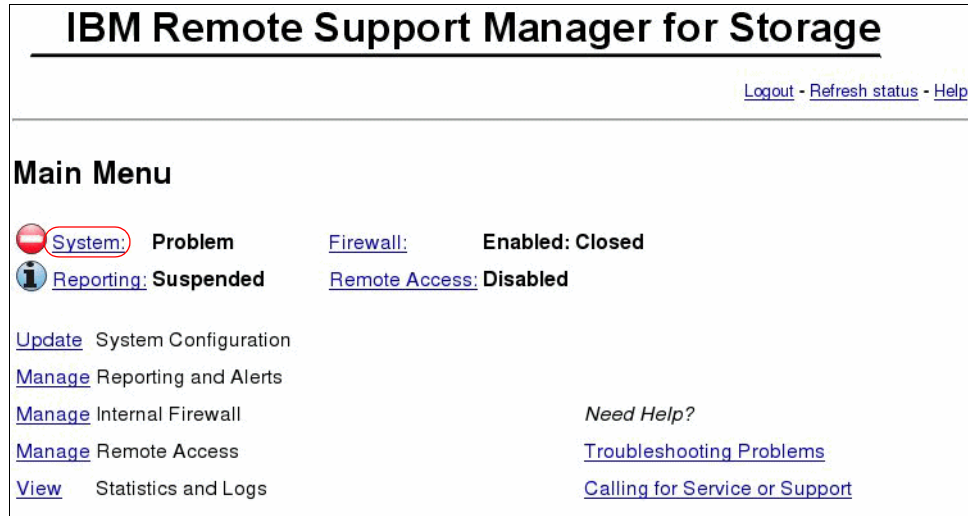 IBM Remote Support Manager for Storage
Logout - Refresh status - Help
Main Menu
System: Problem Firewall: Enabled: Closed
Reporting: Suspended Remote Access: Disabled
Update System Configuration
Manage Reporting and Alerts
Manage Internal Firewall Need Help?
Manage Remote Access Troubleshooting Problems
View Statistics and Logs Calling for Service or Support